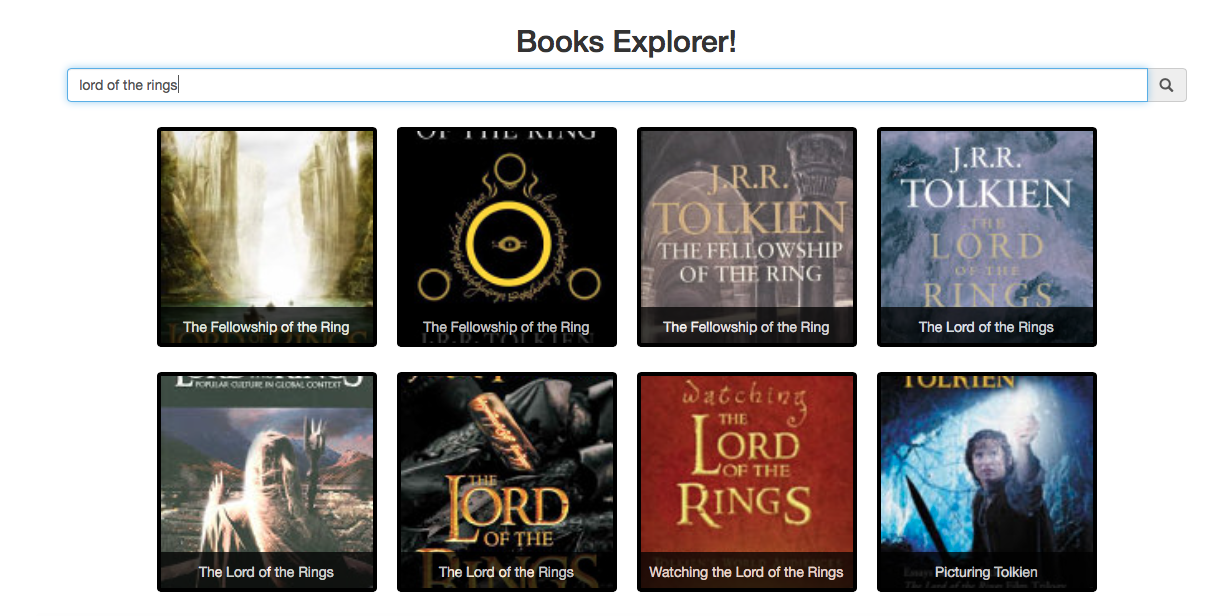 Books Explorer!
lord of the rings
OF THE RING
The Fellowship of the Ring
J.R.R. TOLKIEN
The Fellowship of the Ring
J.R.R.
TOLKIEN
THE FELLOWSHIP
OF THE RING
The Fellowship of the Ring
J.R.R.
TOLKIEN
THE
LORD
OF THE
RINGS
The Lord of the Rings
POPULAR CULTURE IN GLOBAL CONTEXT
The Lord of the Rings
THE
LORD
OF THE
RINGS
The Lord of the Rings
watching
THE
LORD
OF THE
RINGS
Watching the Lord of the Rings
TOLKIEN
Picturing Tolkien